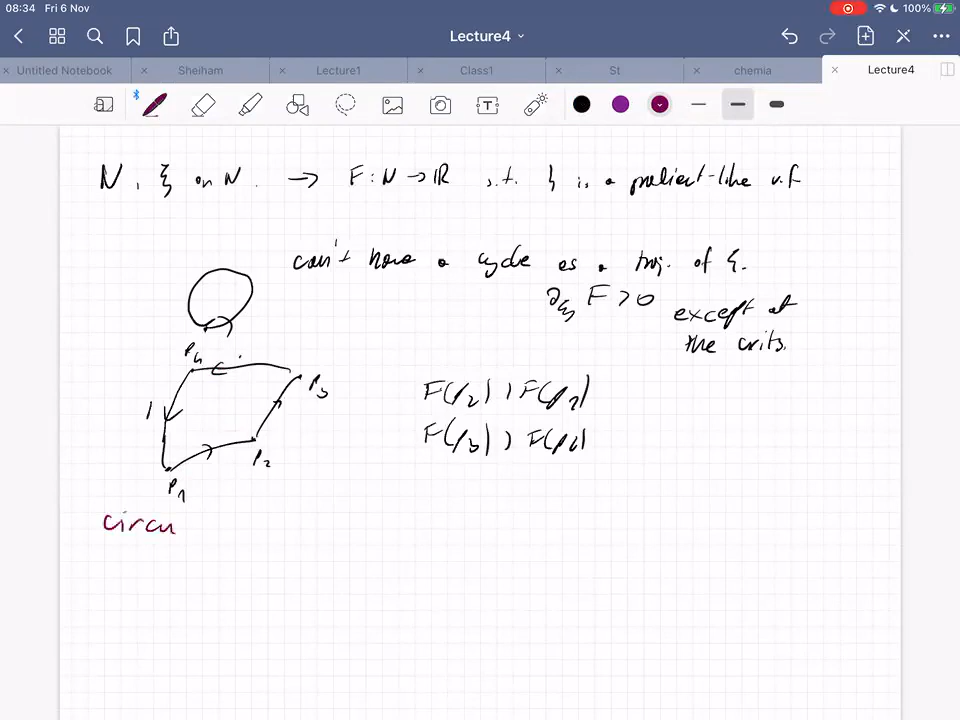 08:34 Fri 6 Nov
100%
Lecture4
Untitled Notebook
Sheiham
Lecture1
Class1
St
chemia
Lecture4
N, ξ on N. → F: N → ℝ s.t. ξ is a gradient-like v.f
can't have a cycle as a traj. of ξ.
∂ξ F > 0 except at
the crits.
P4
P3
P2
P1
F(p2) > F(p1)
F(p3) > F(p2)
circu